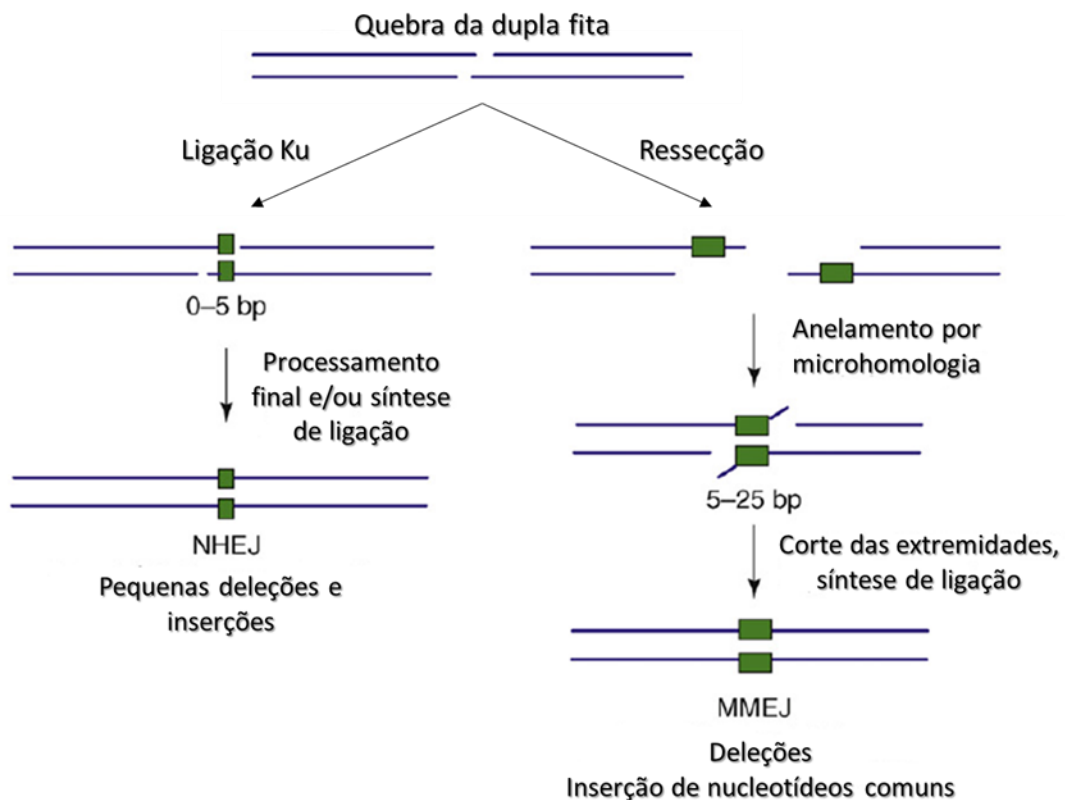 Quebra da dupla fita
Ligação Ku
Ressecção
0–5 bp
Processamento
final e/ou síntese
de ligação
NHEJ
Pequenas deleções e
inserções
Anelamento por
microhomologia
5–25 bp
Corte das extremidades,
síntese de ligação
MMEJ
Deleções
Inserção de nucleotídeos comuns